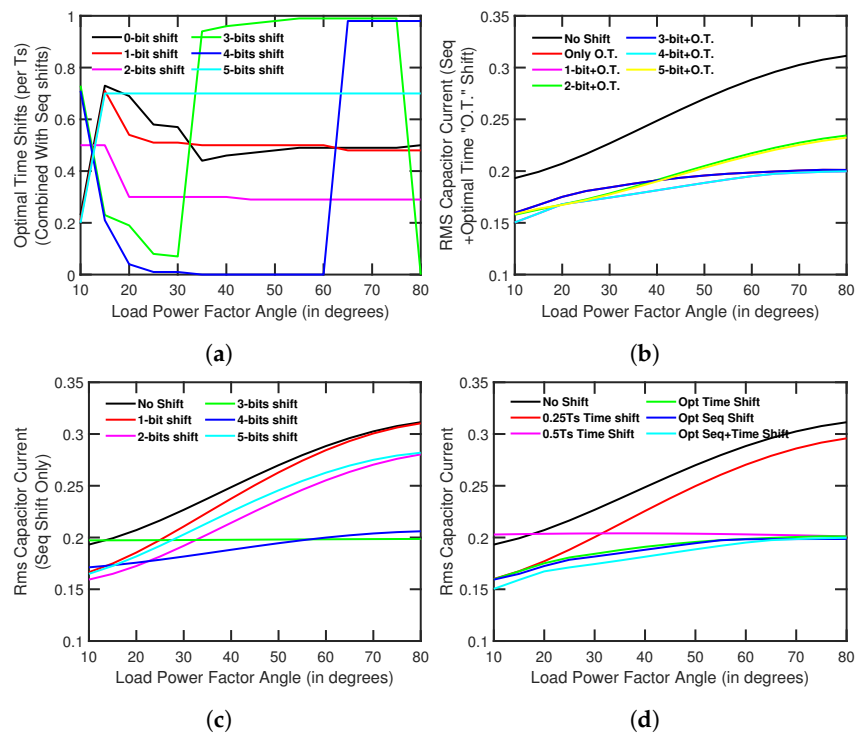 Optimal Time Shifts (per Ts)
(Combined With Seq shifts)
1
0.8
0.6
0.4
0.2
0
0-bit shift
1-bit shift
2-bits shift
3-bits shift
4-bits shift
5-bits shift
10 20 30 40 50 60 70 80
Load Power Factor Angle (in degrees)
(a)
RMS Capacitor Current (Seq
+Optimal Time "O.T." Shift)
0.35
0.3
0.25
0.2
0.15
0.1
No Shift
Only O.T.
1-bit+O.T.
2-bit+O.T.
3-bit+O.T.
4-bit+O.T.
5-bit+O.T.
10 20 30 40 50 60 70 80
Load Power Factor Angle (in degrees)
(b)
Rms Capacitor Current
(Seq Shift Only)
0.35
0.3
0.25
0.2
0.15
0.1
No Shift
1-bit shift
2-bits shift
3-bits shift
4-bits shift
5-bits shift
10 20 30 40 50 60 70 80
Load Power Factor Angle (in degrees)
(c)
Rms Capacitor Current
0.35
0.3
0.25
0.2
0.15
0.1
No Shift
0.25Ts Time shift
0.5Ts Time Shift
Opt Time Shift
Opt Seq Shift
Opt Seq+Time Shift
10 20 30 40 50 60 70 80
Load Power Factor Angle (in degrees)
(d)